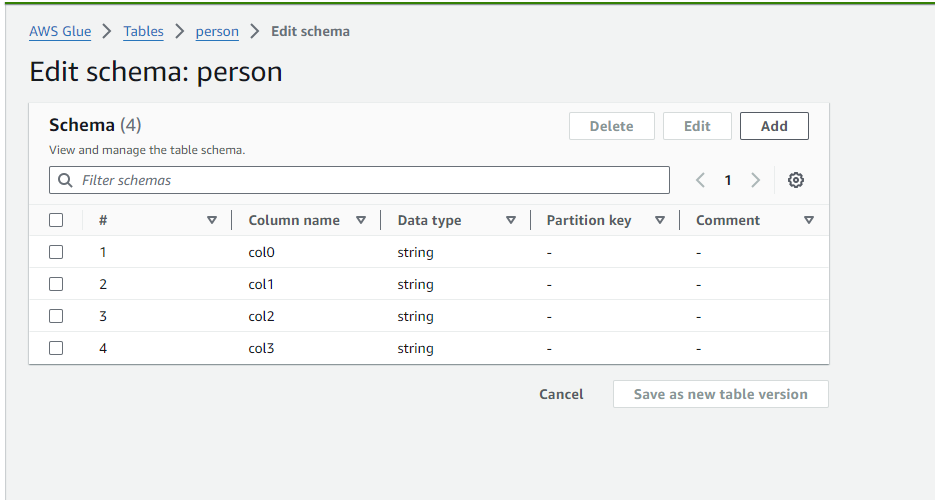 AWS Glue > Tables > person > Edit schema
Edit schema: person
Schema (4) Delete Edit Add
View and manage the table schema.
Filter schemas 1
# Column name Data type Partition key Comment
1 col0 string - -
2 col1 string - -
3 col2 string - -
4 col3 string - -
Cancel Save as new table version